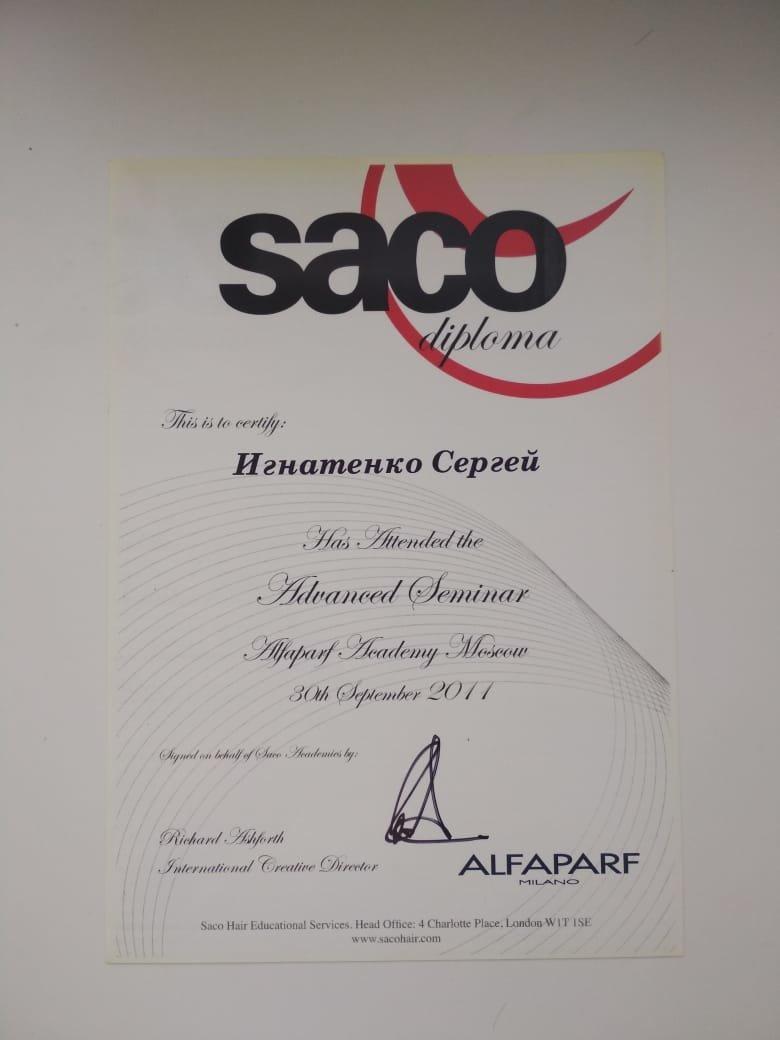 saco
diploma
This is to certify:
Игнатенко Сергей
Has Attended the
Advanced Seminar
Alfaparf Academy Moscow
30th September 2011
Signed on behalf of Saco Academies by:
Richard Ashforth
International Creative Director
ALFAPARF
MILANO
Saco Hair Educational Services. Head Office: 4 Charlotte Place, London W1T 1SE
www.sacohair.com